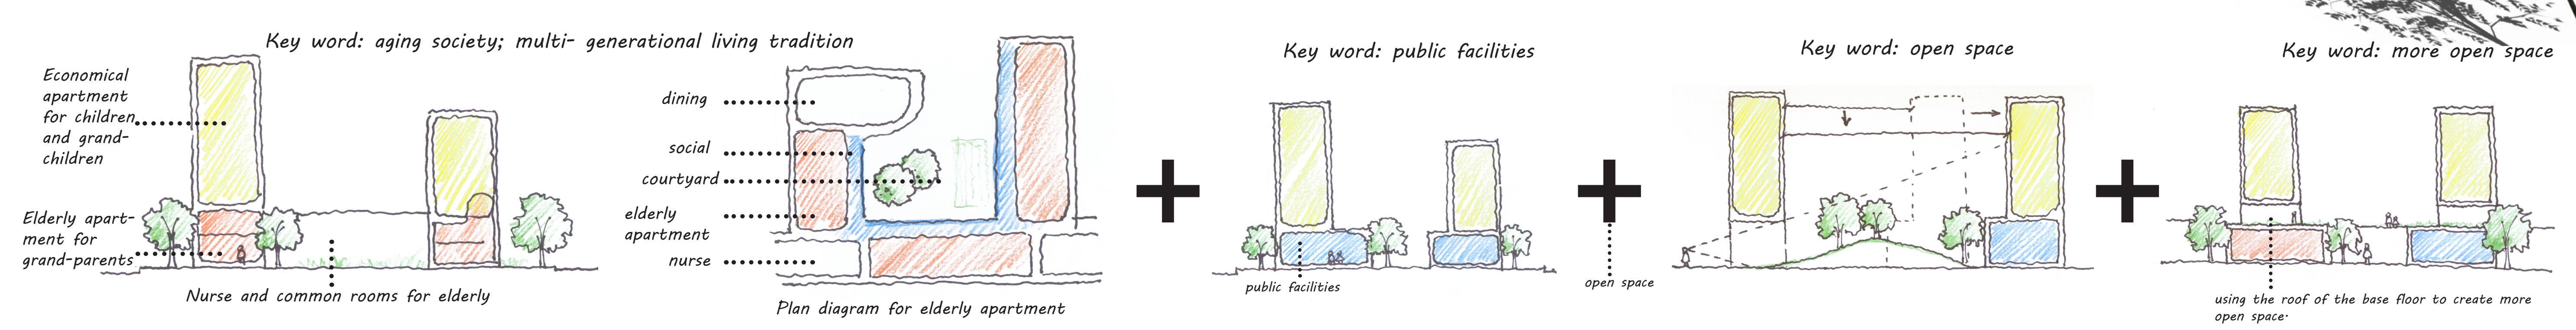 Key word: aging society; multi- generational living tradition
Economical
apartment
for children
and grand-
children
Elderly apart-
ment for
grand-parents
Nurse and common rooms for elderly
dining
social
courtyard
elderly
apartment
nurse
Plan diagram for elderly apartment
Key word: public facilities
public facilities
Key word: open space
open space
Key word: more open space
using the roof of the base floor to create more
open space.